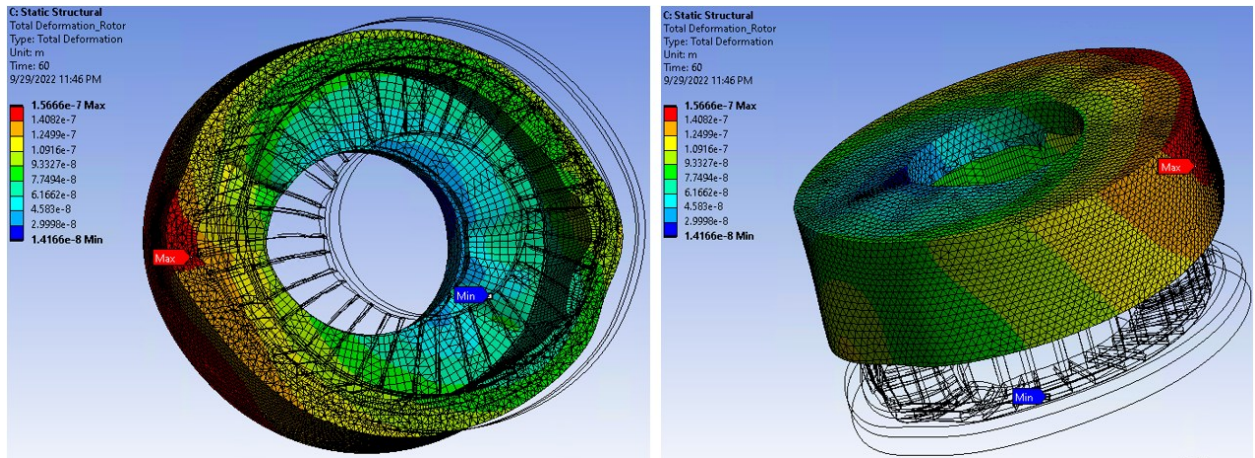 C: Static Structural
Total Deformation_Rotor
Type: Total Deformation
Unit: m
Time: 60
9/29/2022 11:46 PM
1.5666e-7 Max
1.4082e-7
1.2499e-7
1.0916e-7
9.3327e-8
7.7494e-8
6.1662e-8
4.583e-8
2.9998e-8
1.4166e-8 Min
Max
Min
C: Static Structural
Total Deformation_Rotor
Type: Total Deformation
Unit: m
Time: 60
9/29/2022 11:46 PM
1.5666e-7 Max
1.4082e-7
1.2499e-7
1.0916e-7
9.3327e-8
7.7494e-8
6.1662e-8
4.583e-8
2.9998e-8
1.4166e-8 Min
Max
Min